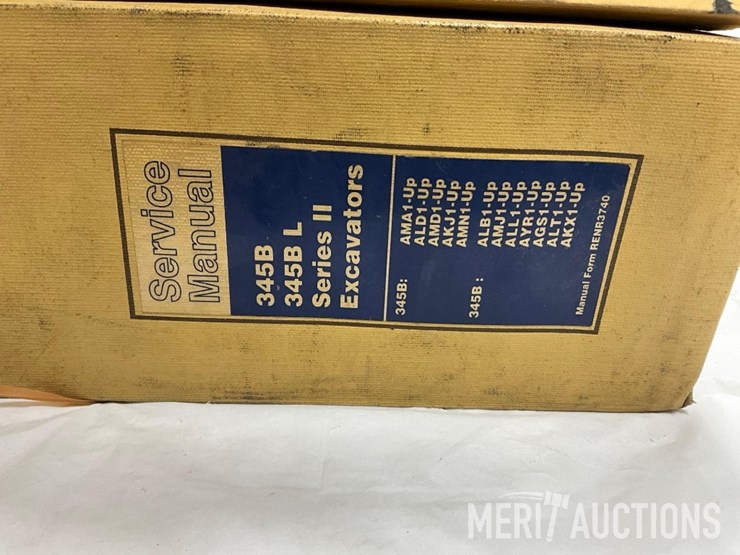 Service
Manual
345B
345B L
Series II
Excavators
345B: AMA1-Up
ALD1-Up
AMD1-Up
AKJ1-Up
AMN1-Up
345B : ALB1-Up
AMJ1-Up
ALL1-Up
AYR1-Up
AGS1-Up
ALT1-Up
AKX1-Up
Manual Form RENR3740
MERIT AUCTIONS